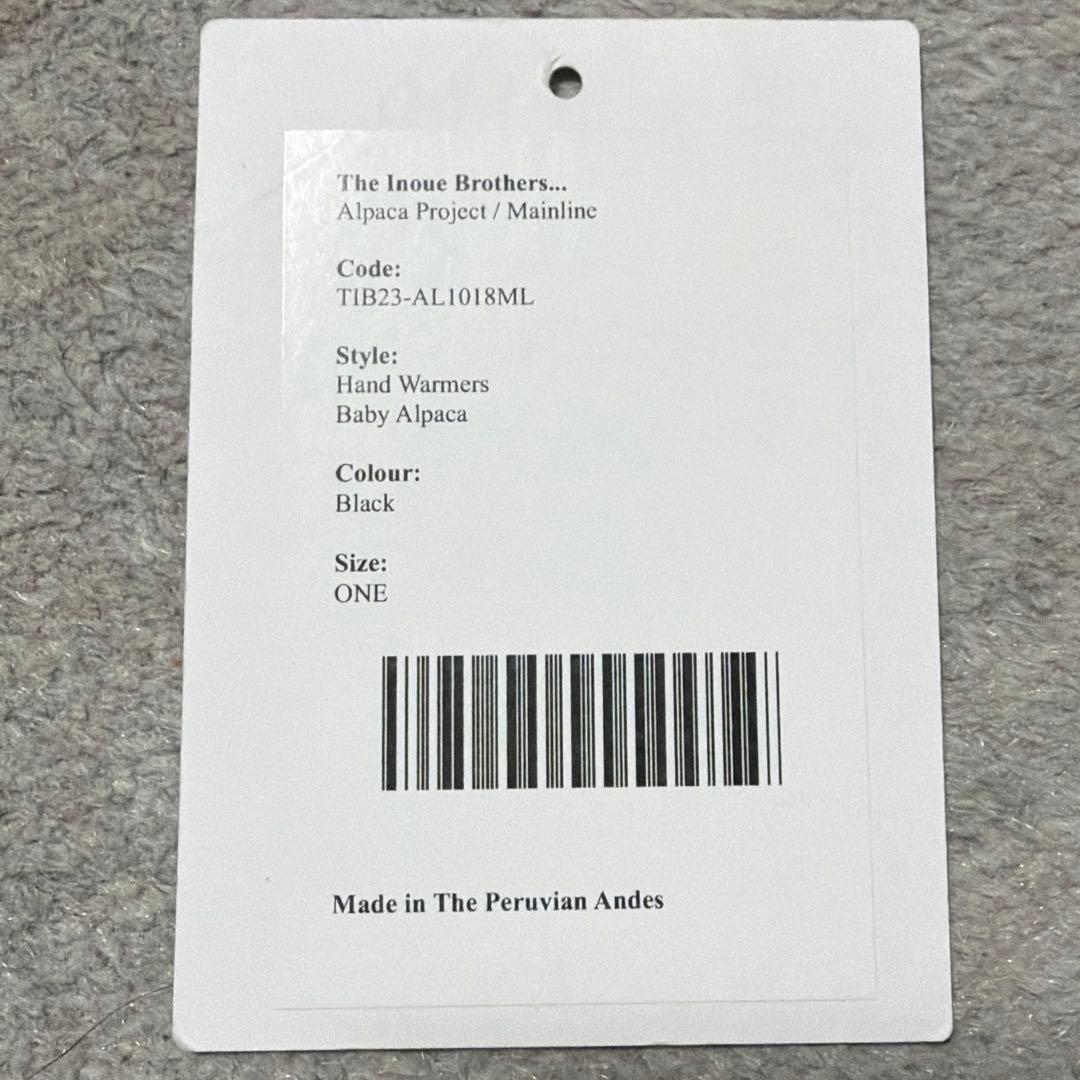 The Inoue Brothers...
Alpaca Project / Mainline
Code:
TIB23-AL1018ML
Style:
Hand Warmers
Baby Alpaca
Colour:
Black
Size:
ONE
Made in The Peruvian Andes